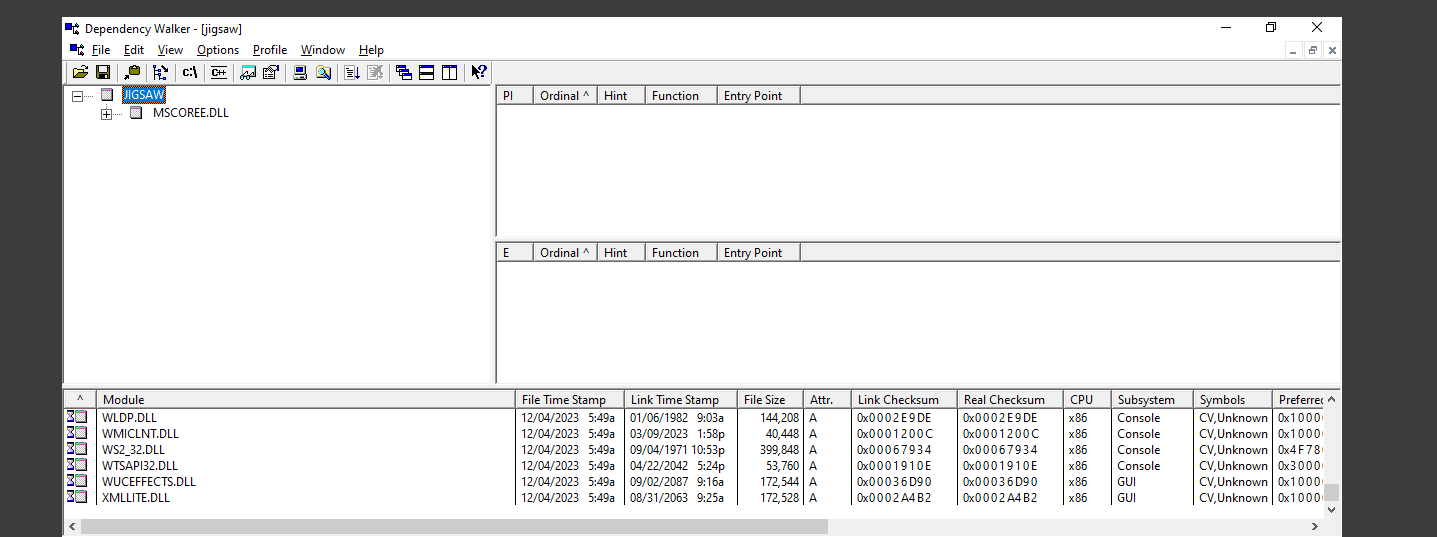 Dependency Walker - [jigsaw]
File Edit View Options Profile Window Help
c:\ C++
JIGSAW
MSCOREE.DLL
PI Ordinal ^ Hint Function Entry Point
E Ordinal ^ Hint Function Entry Point
^ Module File Time Stamp Link Time Stamp File Size Attr. Link Checksum Real Checksum CPU Subsystem Symbols Preferred
WLDP.DLL 12/04/2023 5:49a 01/06/1982 9:03a 144,208 A 0x0002E9DE 0x0002E9DE x86 Console CV,Unknown 0x1000
WMICLNT.DLL 12/04/2023 5:49a 03/09/2023 1:58p 40,448 A 0x0001200C 0x0001200C x86 Console CV,Unknown 0x1000
WS2_32.DLL 12/04/2023 5:49a 09/04/1971 10:53p 399,848 A 0x00067934 0x00067934 x86 Console CV,Unknown 0x4F78
WTSAPI32.DLL 12/04/2023 5:49a 04/22/2042 5:24p 53,760 A 0x0001910E 0x0001910E x86 Console CV,Unknown 0x3000
WUCEFFECTS.DLL 12/04/2023 5:49a 09/02/2087 9:16a 172,544 A 0x00036D90 0x00036D90 x86 GUI CV,Unknown 0x1000
XMLLITE.DLL 12/04/2023 5:49a 08/31/2063 9:25a 172,528 A 0x0002A4B2 0x0002A4B2 x86 GUI CV,Unknown 0x1000